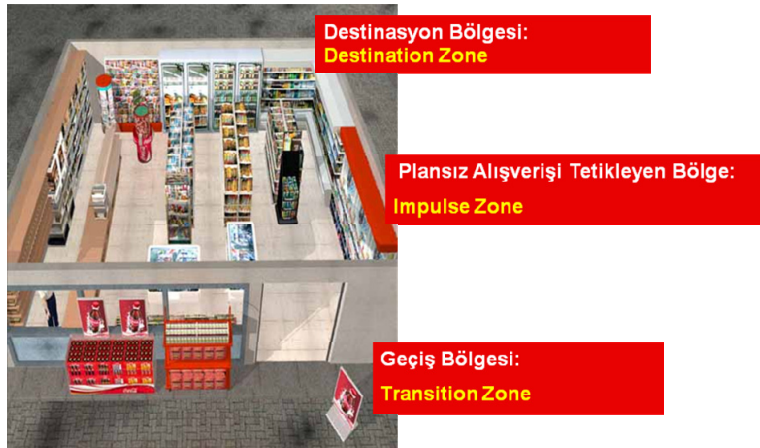 Destinasyon Bölgesi:
Destination Zone
Plansız Alışverişi Tetikleyen Bölge:
Impulse Zone
Geçiş Bölgesi:
Transition Zone